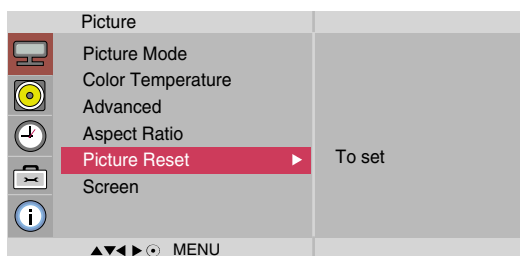 Picture
Picture Mode
Color Temperature
Advanced
Aspect Ratio
Picture Reset ▶ To set
Screen
▲▼◀ ▶ ⊙ MENU